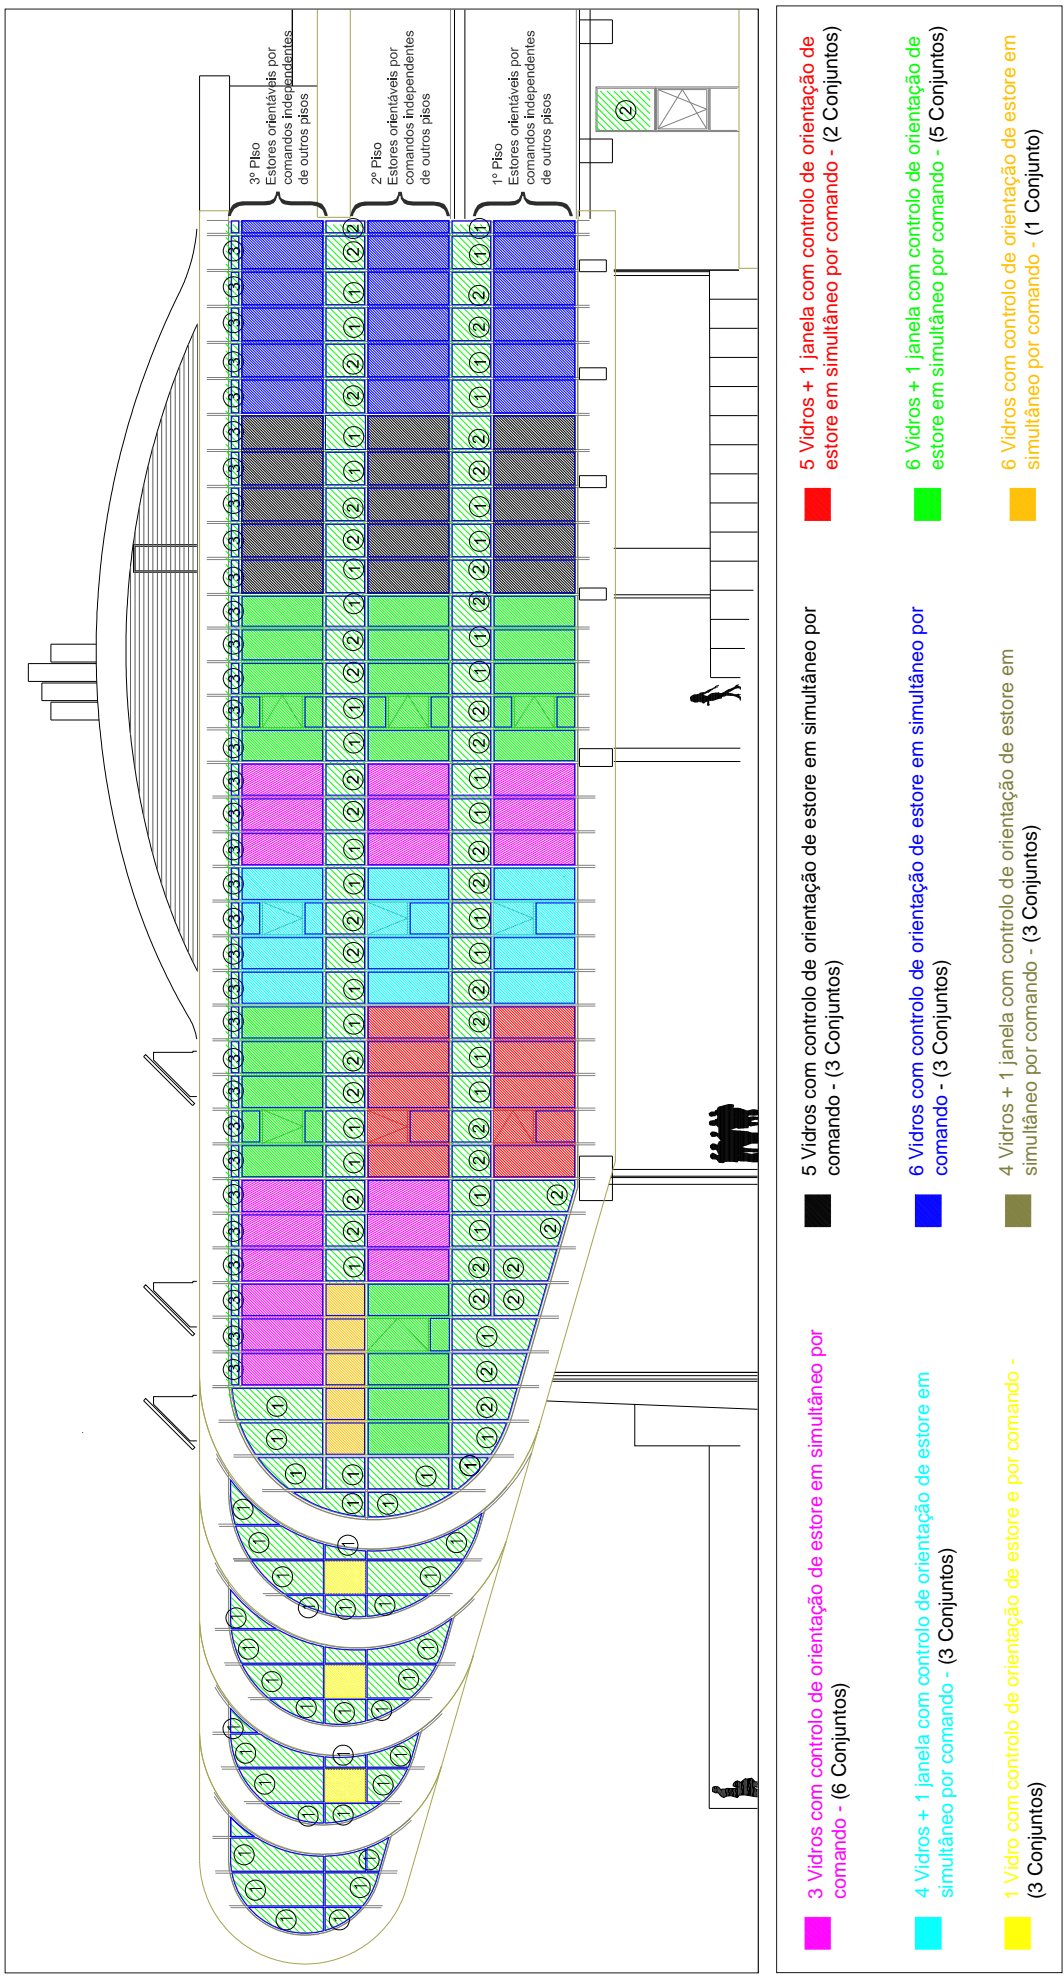 3º PIso
Estores orientáveis por
comandos independentes
de outros pisos
2º Piso
Estores orientáveis por
comandos independentes
de outros pisos
1º Piso
Estores orientáveis por
comandos independentes
de outros pisos
3 Vidros com controlo de orientação de estore em simultâneo por
comando - (6 Conjuntos)
4 Vidros + 1 janela com controlo de orientação de estore em
simultâneo por comando - (3 Conjuntos)
1 Vidro com controlo de orientação de estore e por comando -
(3 Conjuntos)
5 Vidros com controlo de orientação de estore em simultâneo por
comando - (3 Conjuntos)
6 Vidros com controlo de orientação de estore em simultâneo por
comando - (3 Conjuntos)
4 Vidros + 1 janela com controlo de orientação de estore em
simultâneo por comando - (3 Conjuntos)
5 Vidros + 1 janela com controlo de orientação de
estore em simultâneo por comando - (2 Conjuntos)
6 Vidros + 1 janela com controlo de orientação de
estore em simultâneo por comando - (5 Conjuntos)
6 Vidros com controlo de orientação de estore em
simultâneo por comando - (1 Conjunto)